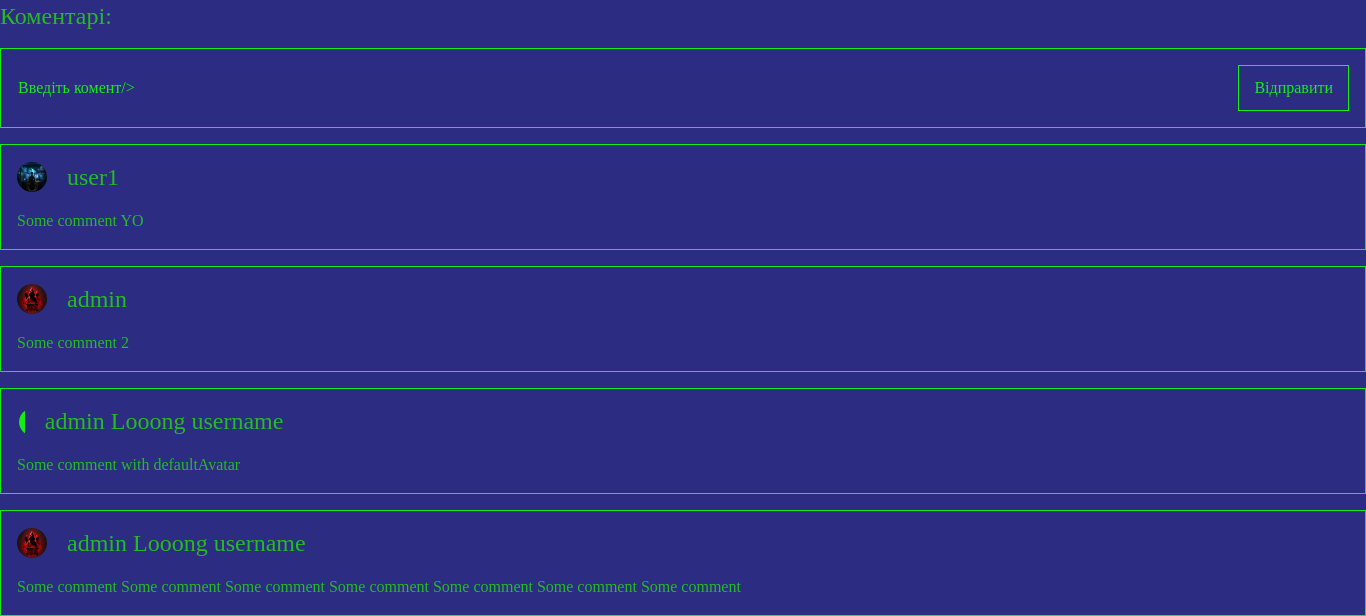 Коментарі:
Введіть комент/>
Відправити
user1
Some comment YO
admin
Some comment 2
admin Looong username
Some comment with defaultAvatar
admin Looong username
Some comment Some comment Some comment Some comment Some comment Some comment Some comment